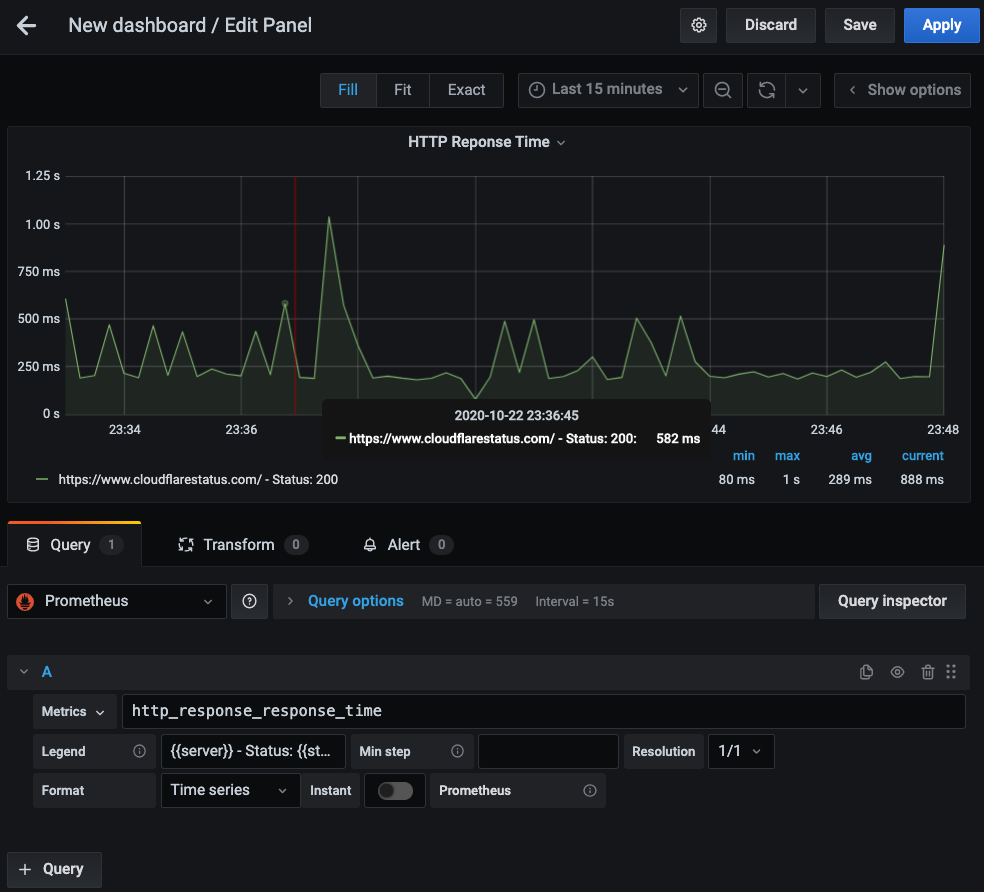 New dashboard / Edit Panel Discard Save Apply
Fill Fit Exact Last 15 minutes Show options
HTTP Reponse Time
1.25 s
1.00 s
750 ms
500 ms
250 ms
0 s
23:34 23:36 44 23:46 23:48
2020-10-22 23:36:45
https://www.cloudflarestatus.com/ - Status: 200: 582 ms
min max avg current
https://www.cloudflarestatus.com/ - Status: 200 80 ms 1 s 289 ms 888 ms
Query 1 Transform 0 Alert 0
Prometheus Query options MD = auto = 559 Interval = 15s Query inspector
A
Metrics http_response_response_time
Legend {{server}} - Status: {{st... Min step Resolution 1/1
Format Time series Instant Prometheus
+ Query